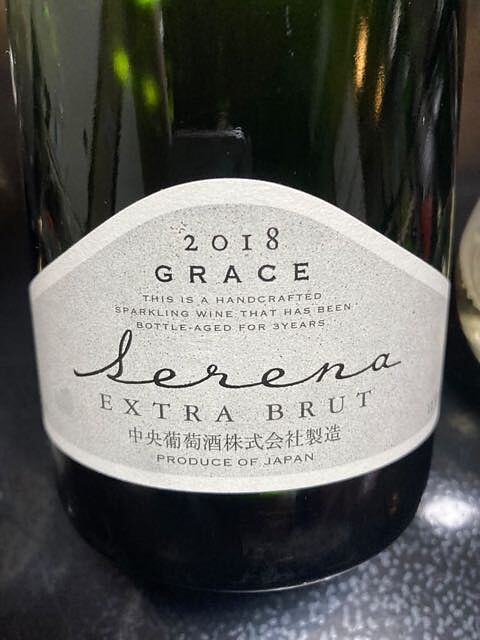 2018
GRACE
THIS IS A HANDCRAFTED
SPARKLING WINE THAT HAS BEEN
BOTTLE-AGED FOR 3YEARS
Serena
EXTRA BRUT
中央葡萄酒株式会社製造
PRODUCE OF JAPAN